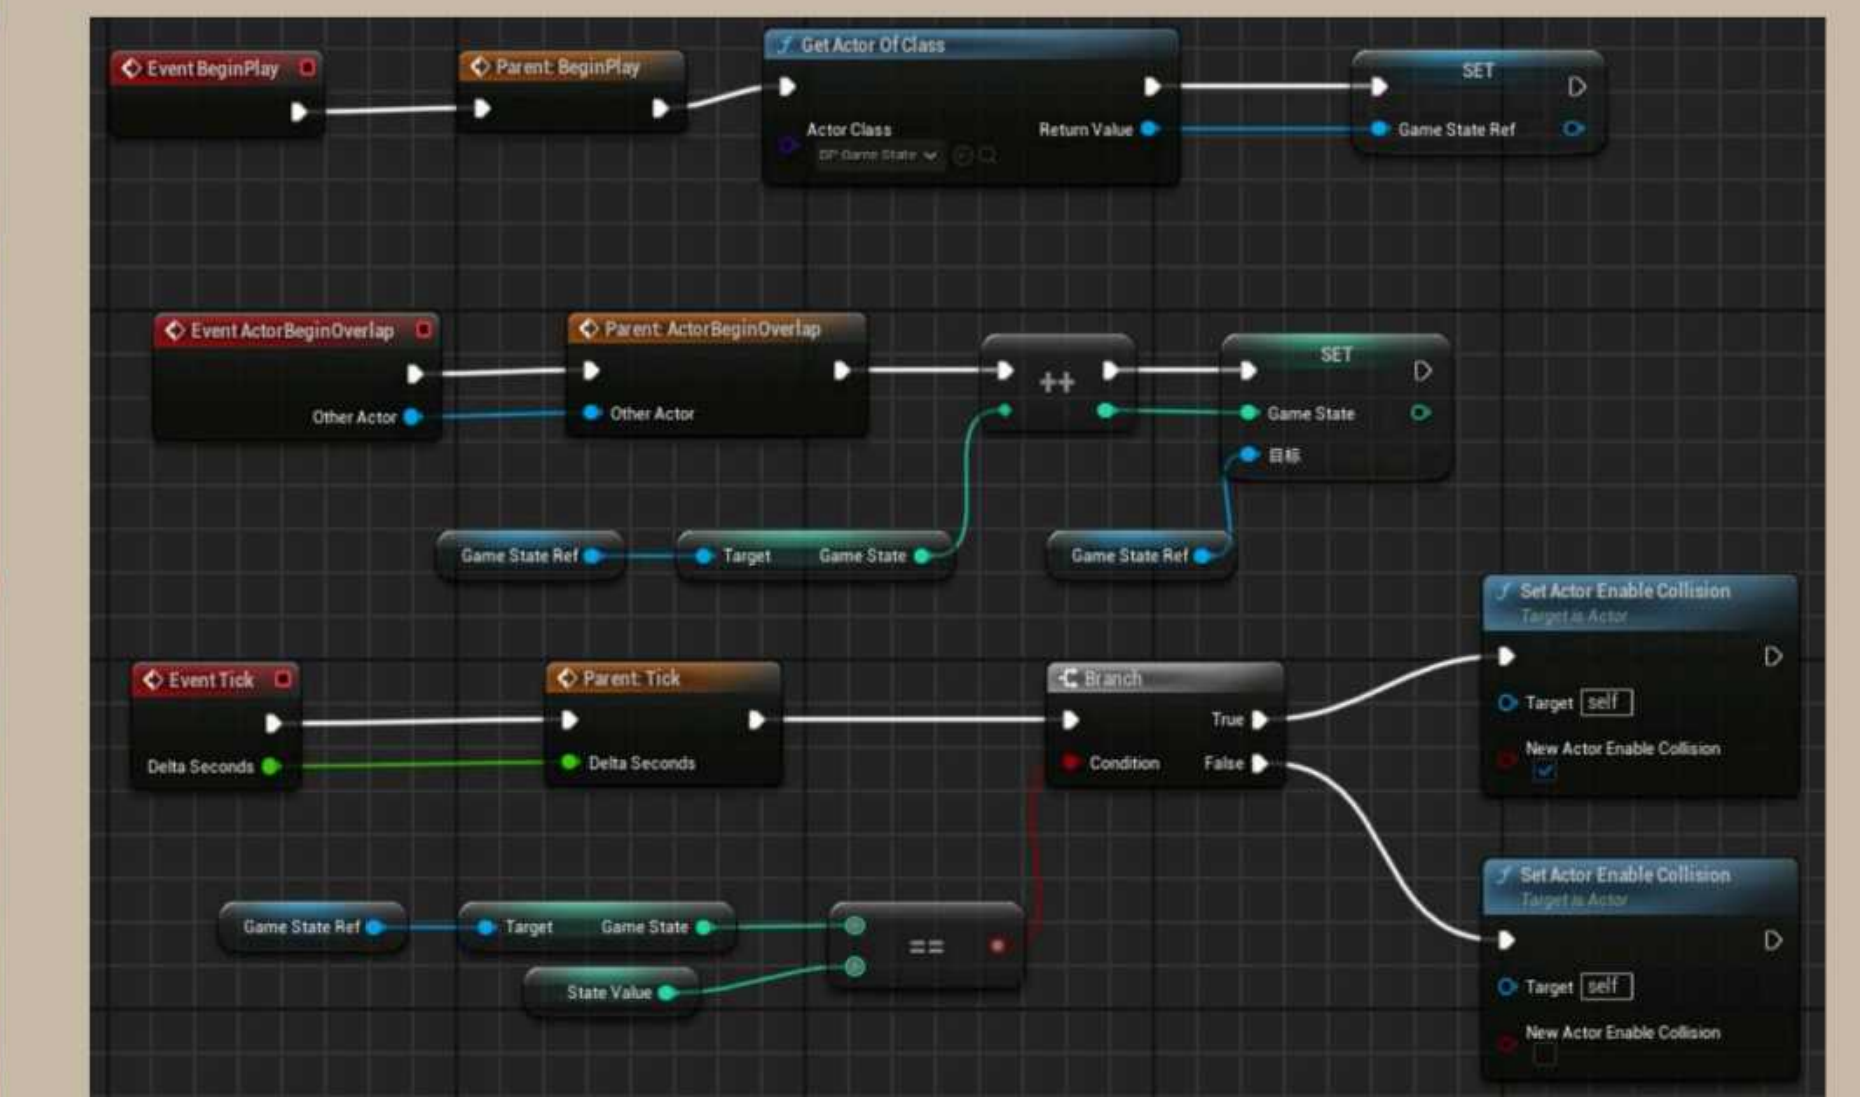 Event BeginPlay
Parent: BeginPlay
Get Actor Of Class
Actor Class
BP Game State
Return Value
SET
Game State Ref
Event ActorBeginOverlap
Other Actor
Parent: ActorBeginOverlap
Other Actor
++
SET
Game State
目标
Game State Ref
Target Game State
Game State Ref
Event Tick
Delta Seconds
Parent: Tick
Delta Seconds
Branch
True
Condition False
Set Actor Enable Collision
Target is Actor
Target self
New Actor Enable Collision
Game State Ref
Target Game State
State Value
==
Set Actor Enable Collision
Target is Actor
Target self
New Actor Enable Collision